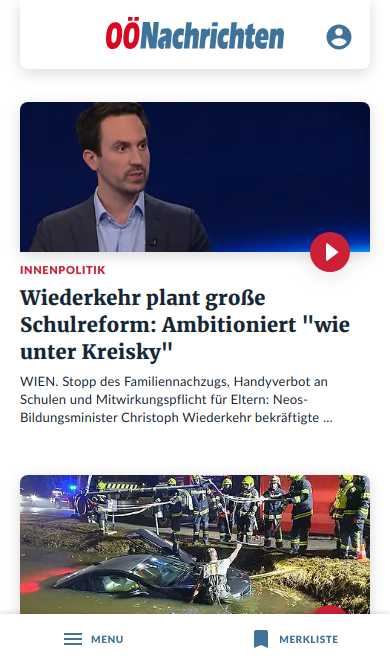 OÖNachrichten
INNENPOLITIK
Wiederkehr plant große
Schulreform: Ambitioniert "wie
unter Kreisky"
WIEN. Stopp des Familiennachzugs, Handyverbot an
Schulen und Mitwirkungspflicht für Eltern: Neos-
Bildungsminister Christoph Wiederkehr bekräftigte ...
MENU
MERKLISTE